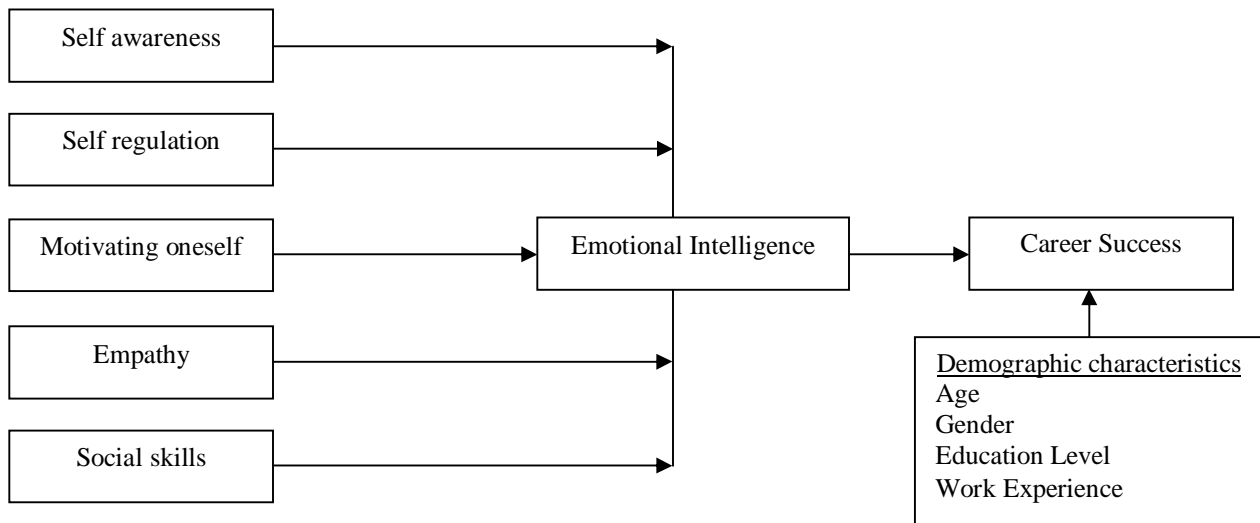 Self awareness
Self regulation
Motivating oneself
Emotional Intelligence
Career Success
Empathy
Social skills
Demographic characteristics
Age
Gender
Education Level
Work Experience